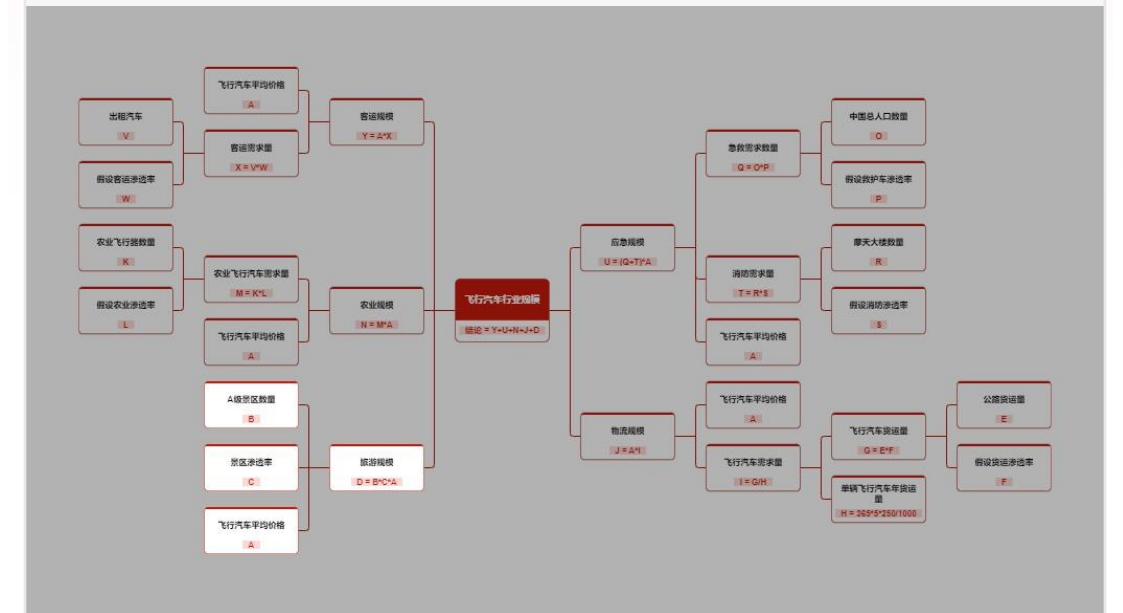 飞行汽车平均价格
A
出租汽车
V
客运规模
Y = A*X
客运需求量
X = V*W
假设客运渗透率
W
农业飞行器数量
K
农业飞行汽车需求量
M = K*L
假设农业渗透率
L
农业规模
N = M*A
飞行汽车平均价格
A
A级景区数量
B
景区渗透率
C
旅游规模
D = B*C*A
飞行汽车平均价格
A
飞行汽车行业规模
结论 = Y+U+N+J+D
应急规模
U = (Q+T)*A
急救需求数量
Q = O*P
中国总人口数量
O
假设救护车渗透率
P
消防需求量
T = R*S
摩天大楼数量
R
假设消防渗透率
S
飞行汽车平均价格
A
物流规模
J = A*I
飞行汽车平均价格
A
飞行汽车需求量
I = G/H
飞行汽车货运量
G = E*F
公路货运量
E
假设货运渗透率
F
单辆飞行汽车年货运
量
H = 365*5*250/1000